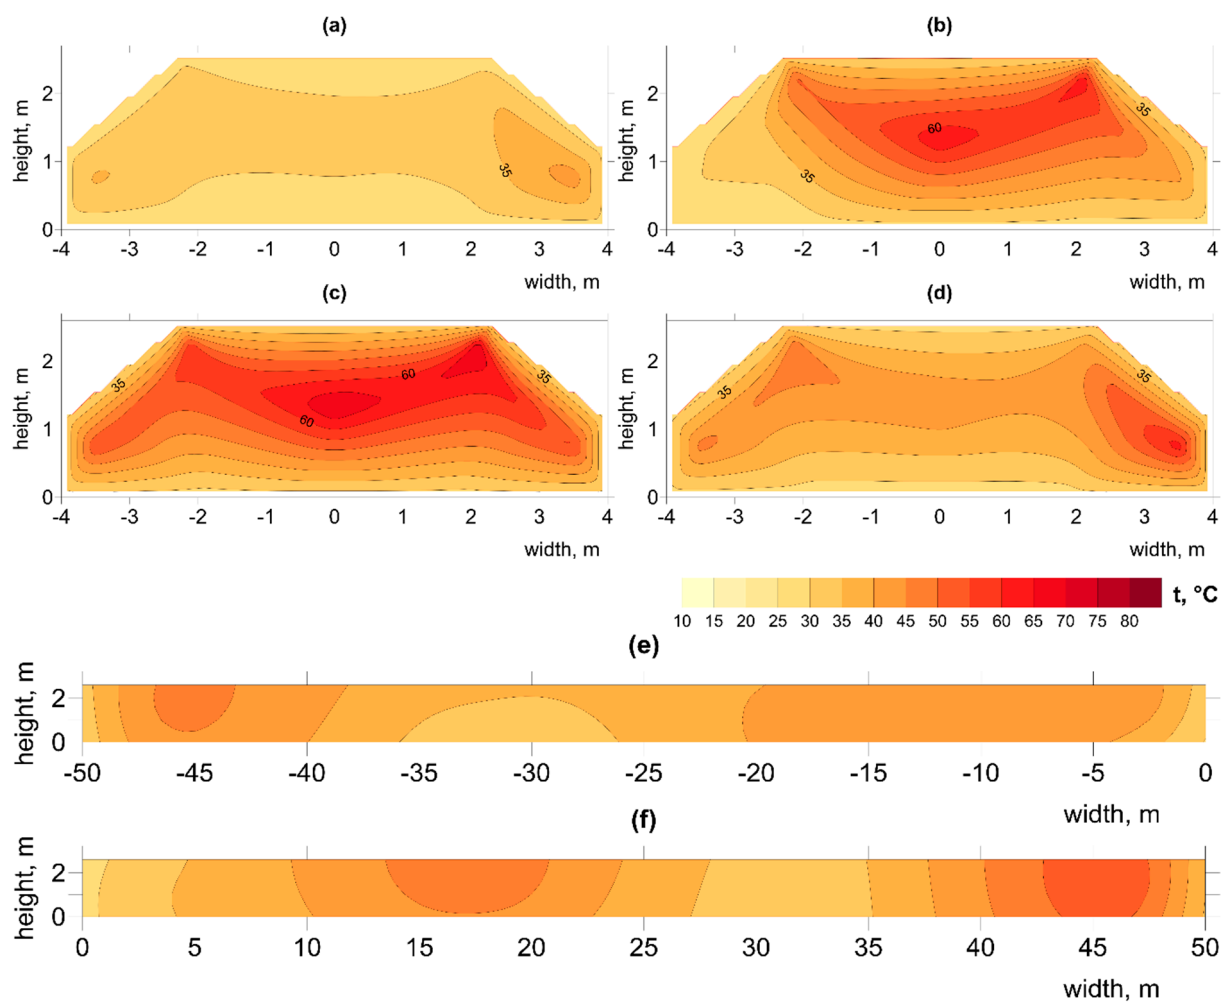 (a) (b)
height, m 2 1 0 35 height, m 2 1 0 60 35 35
-4 -3 -2 -1 0 1 2 3 4 -4 -3 -2 -1 0 1 2 3 4
width, m width, m
(c) (d)
height, m 2 1 0 35 60 60 35 height, m 2 1 0 35 35
-4 -3 -2 -1 0 1 2 3 4 -4 -3 -2 -1 0 1 2 3 4
width, m width, m
t, °C
10 15 20 25 30 35 40 45 50 55 60 65 70 75 80
(e)
height, m 2 0
-50 -45 -40 -35 -30 -25 -20 -15 -10 -5 0
width, m
(f)
height, m 2 0
0 5 10 15 20 25 30 35 40 45 50
width, m